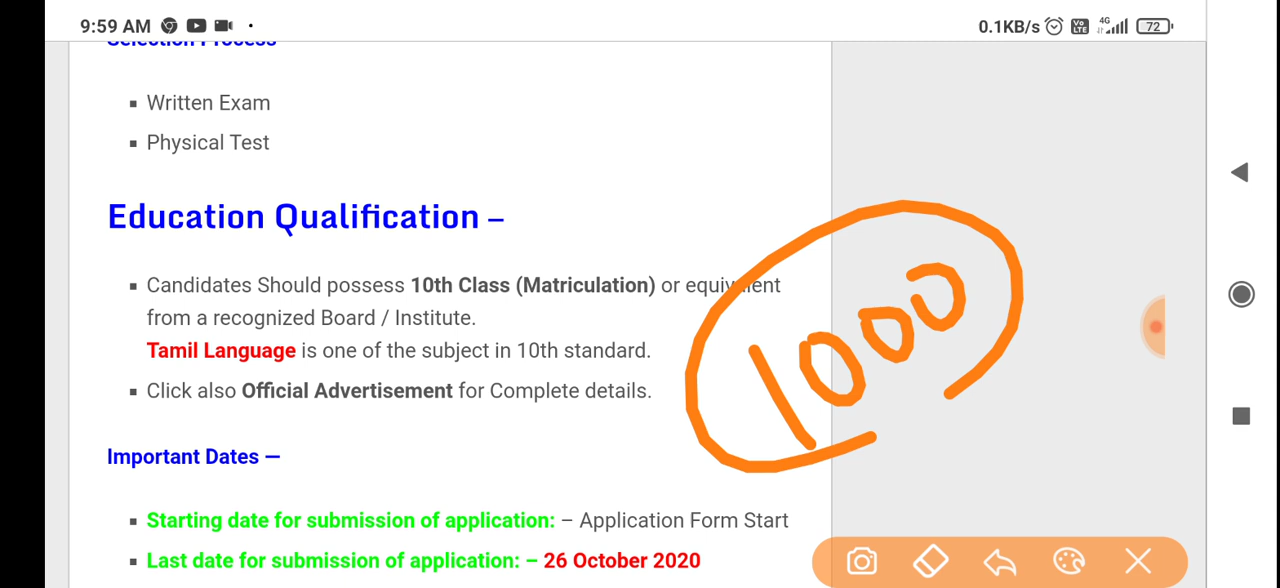 9:59 AM
0.1KB/s Vo LTE 4G 72
Selection Process
Written Exam
Physical Test
Education Qualification –
Candidates Should possess 10th Class (Matriculation) or equivalent
from a recognized Board / Institute.
Tamil Language is one of the subject in 10th standard.
Click also Official Advertisement for Complete details.
1000
Important Dates –
Starting date for submission of application: – Application Form Start
Last date for submission of application: – 26 October 2020